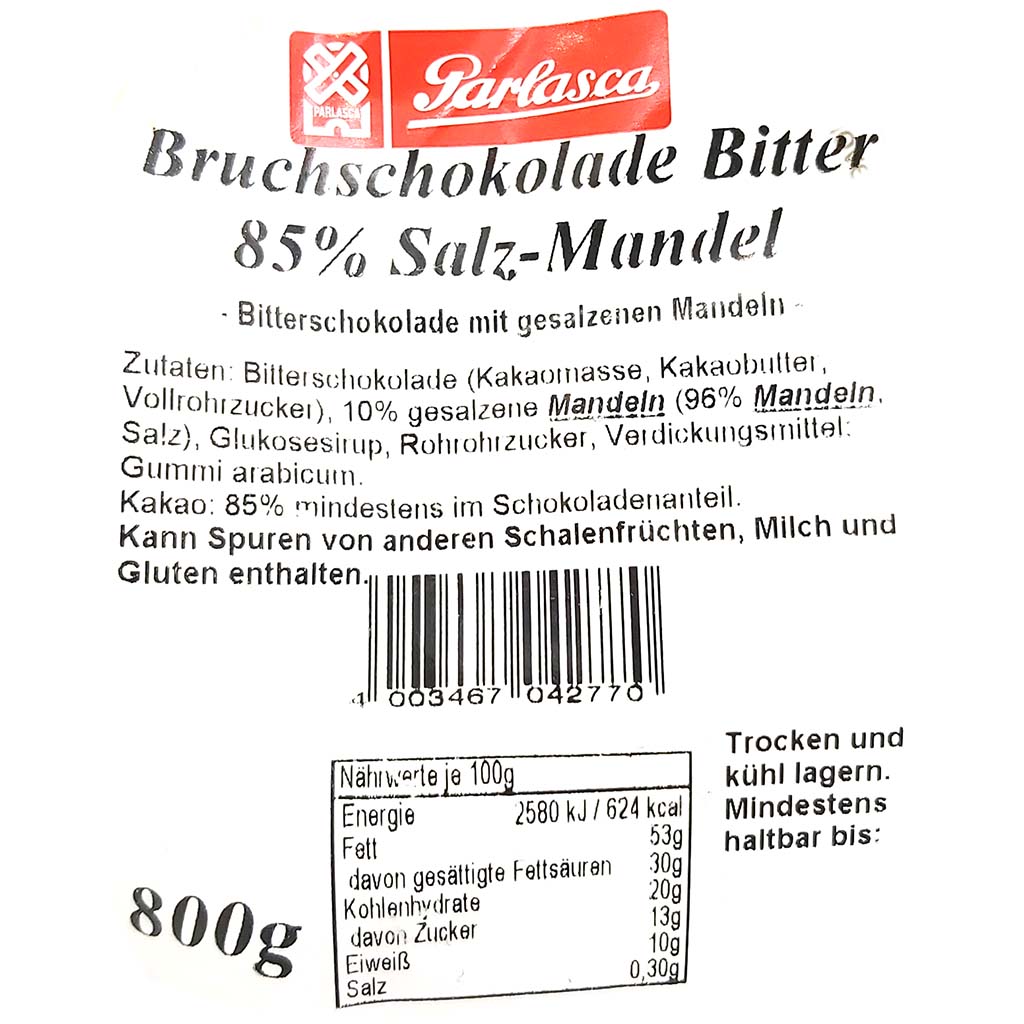 PARLASCA
Parlasca
Bruchschokolade Bitter
85% Salz-Mandel
- Bitterschokolade mit gesalzenen Mandeln -
Zutaten: Bitterschokolade (Kakaomasse, Kakaobutter,
Vollrohrzucker), 10% gesalzene Mandeln (96% Mandeln,
Salz), Glukosesirup, Rohrohrzucker, Verdickungsmittel:
Gummi arabicum.
Kakao: 85% mindestens im Schokoladenanteil.
Kann Spuren von anderen Schalenfrüchten, Milch und
Gluten enthalten.
4 003467 042770
Trocken und
kühl lagern.
Mindestens
haltbar bis:
Nährwerte je 100g
Energie 2580 kJ / 624 kcal
Fett 53g
davon gesättigte Fettsäuren 30g
Kohlenhydrate 20g
davon Zucker 13g
Eiweiß 10g
Salz 0,30g
800g